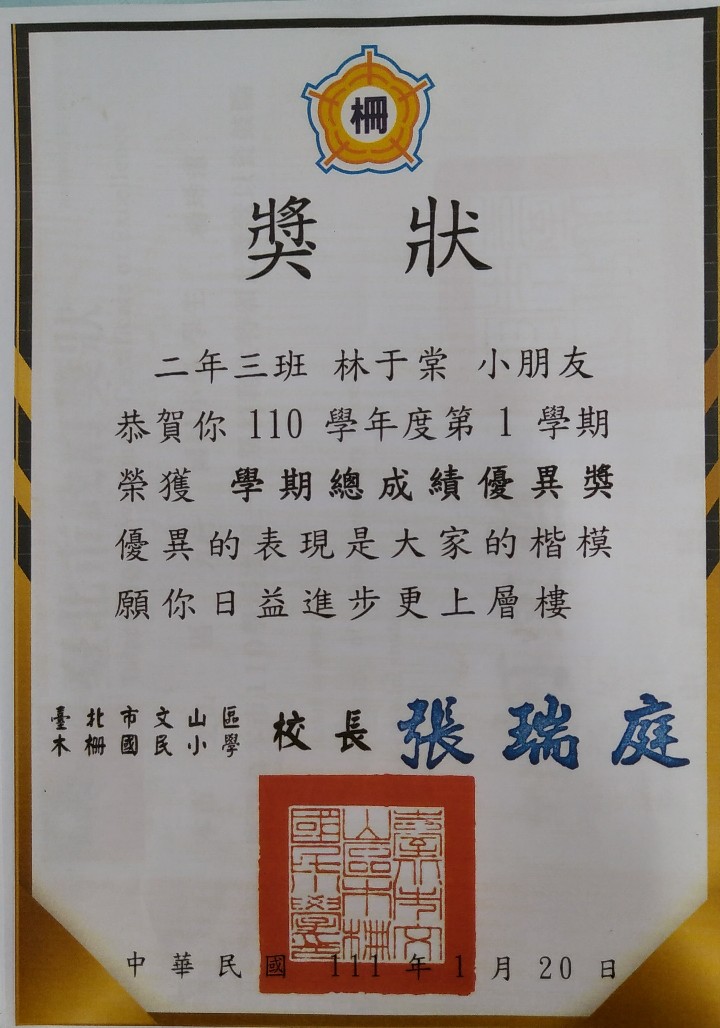 柵
獎狀
二年三班 林于棠 小朋友
恭賀你 110 學年度第 1 學期
榮獲 學期總成績優異獎
優異的表現是大家的楷模
願你日益進步更上層樓
臺北市文山區
木柵國民小學
校長 張瑞庭
中華民國 111 年 1 月 20 日